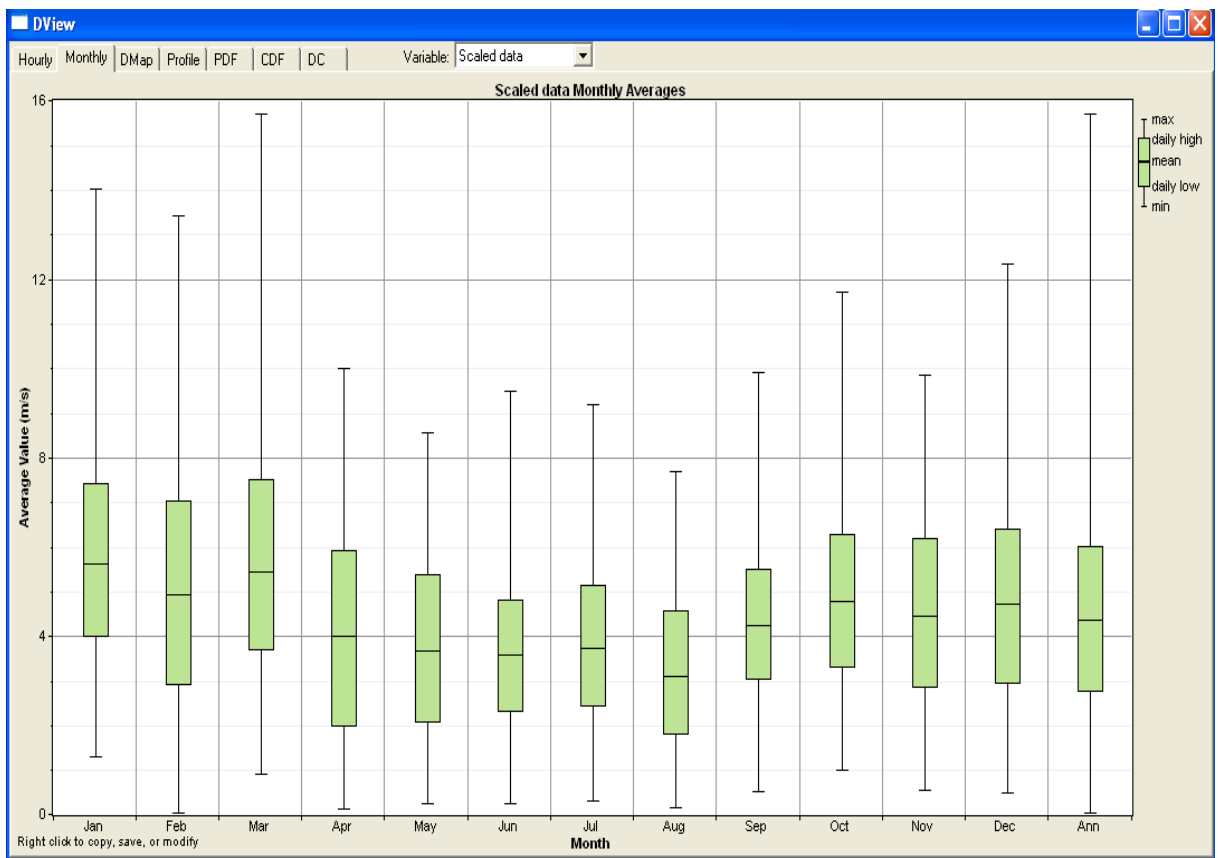 DView
Hourly Monthly DMap Profile PDF CDF DC Variable: Scaled data
Scaled data Monthly Averages
16
12
8
4
0
Average Value (m/s)
max
daily high
mean
daily low
min
Jan Feb Mar Apr May Jun Jul Aug Sep Oct Nov Dec Ann
Right click to copy, save, or modify
Month